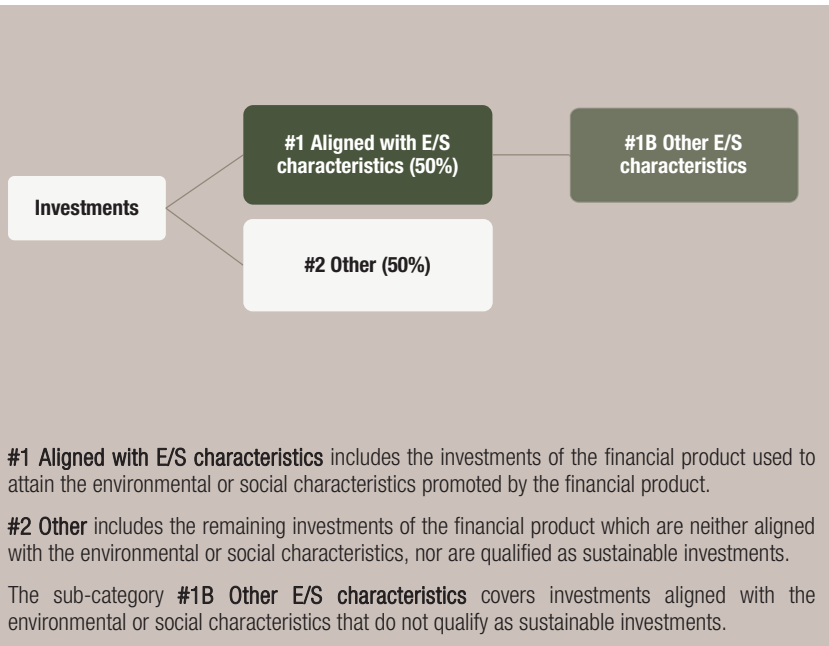 #1 Aligned with E/S
characteristics (50%)
#1B Other E/S
characteristics
Investments
#2 Other (50%)
#1 Aligned with E/S characteristics includes the investments of the financial product used to
attain the environmental or social characteristics promoted by the financial product.
#2 Other includes the remaining investments of the financial product which are neither aligned
with the environmental or social characteristics, nor are qualified as sustainable investments.
The sub-category #1B Other E/S characteristics covers investments aligned with the
environmental or social characteristics that do not qualify as sustainable investments.